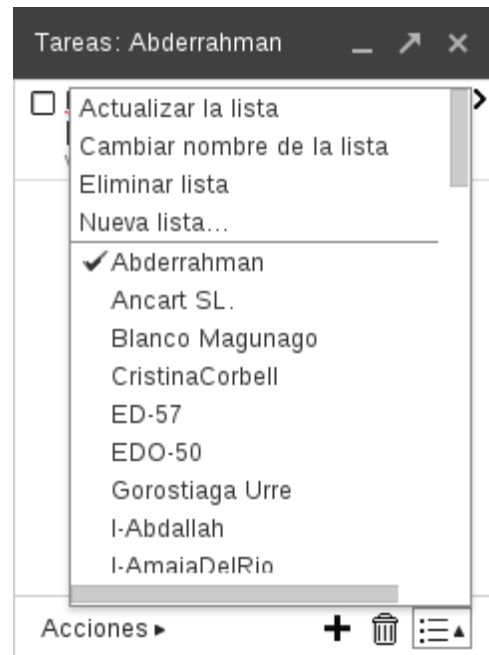 Tareas: Abderrahman
Actualizar la lista
Cambiar nombre de la lista
Eliminar lista
Nueva lista...
Abderrahman
Ancart SL.
Blanco Magunago
CristinaCorbell
ED-57
EDO-50
Gorostiaga Urre
I-Abdallah
I-AmaiaDelRio
Acciones